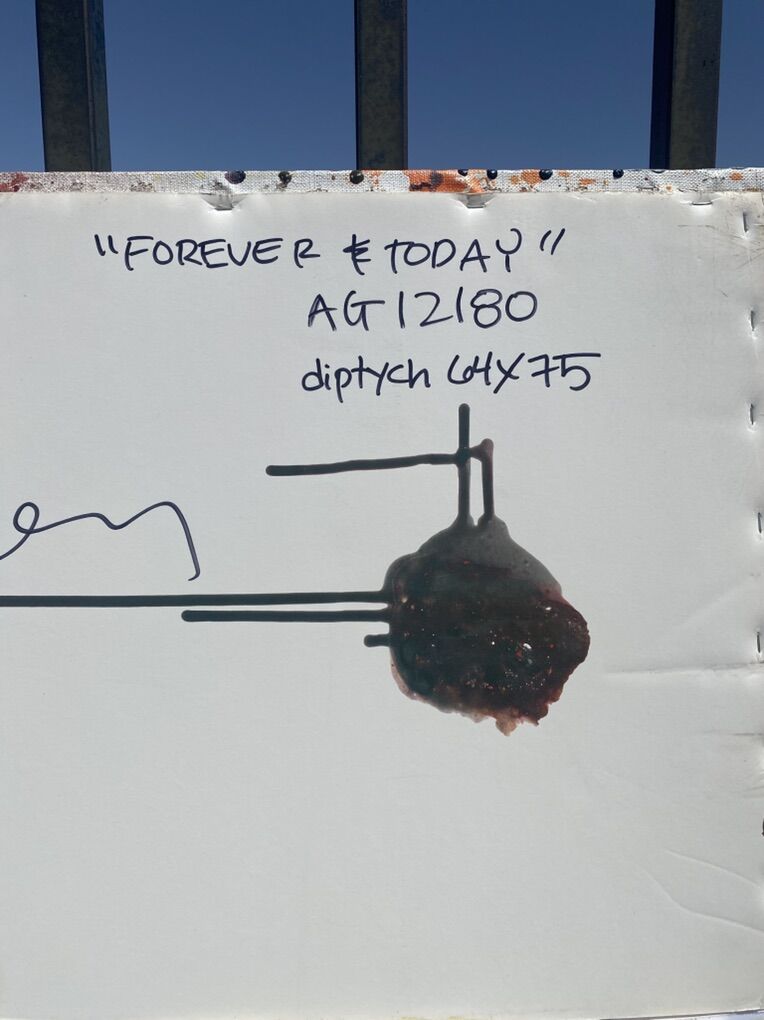 "FOREVER & TODAY"
AG12180
diptych 64X75